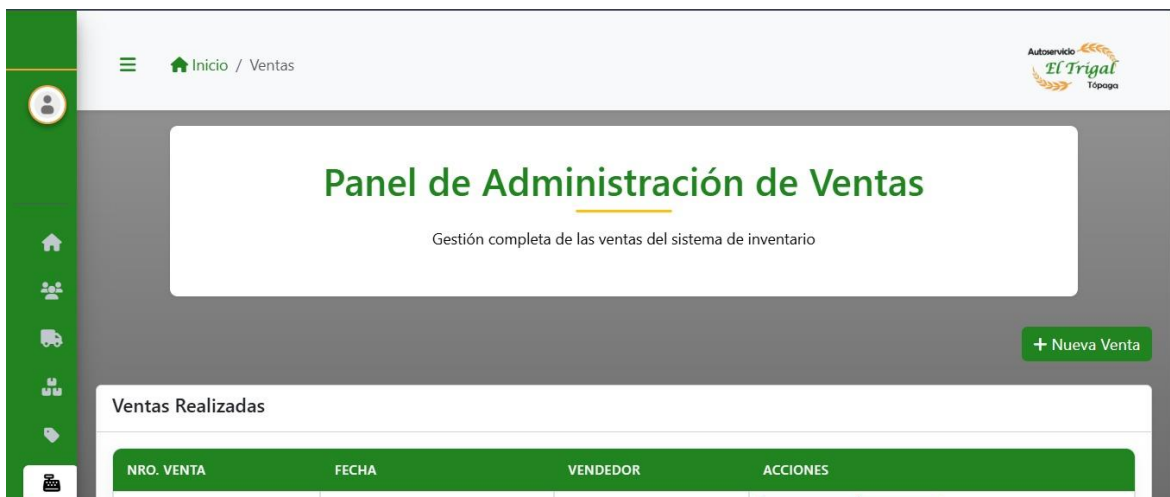 Inicio / Ventas
Autoservicio
El Trigal
Tópaga
Panel de Administración de Ventas
Gestión completa de las ventas del sistema de inventario
+ Nueva Venta
Ventas Realizadas
NRO. VENTA FECHA VENDEDOR ACCIONES